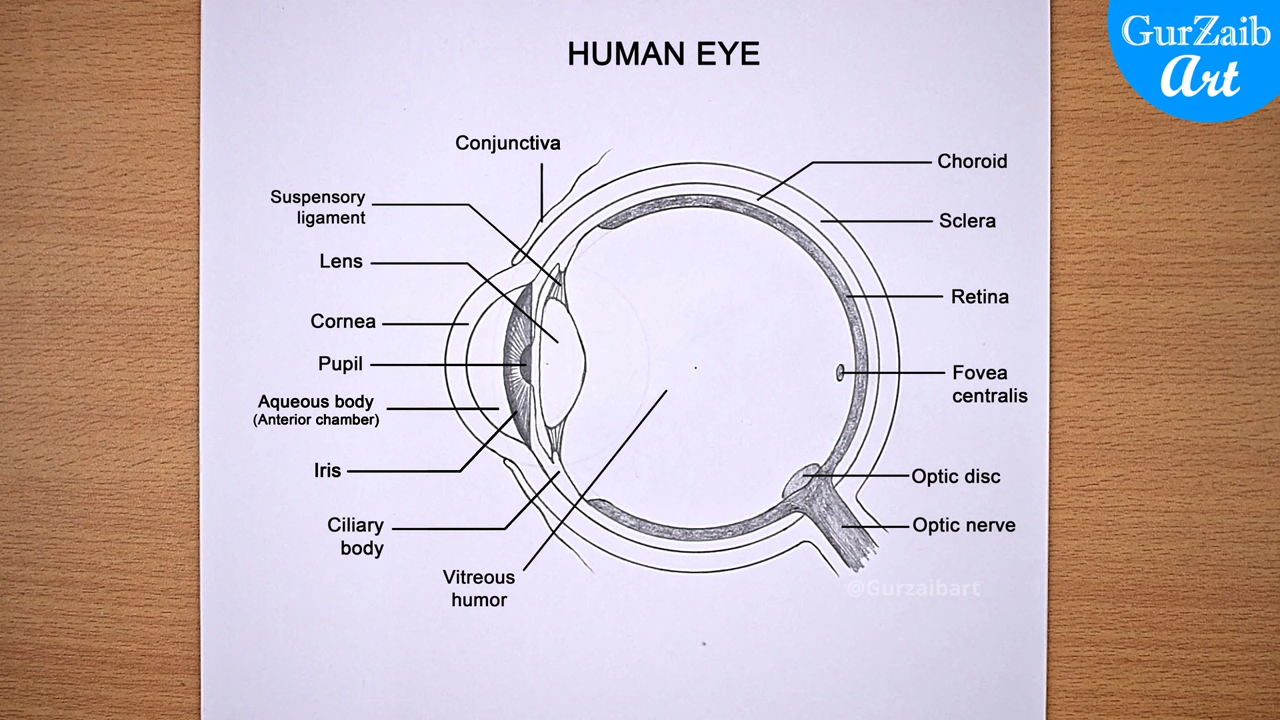 GurZaib
Art
HUMAN EYE
Conjunctiva
Suspensory
ligament
Lens
Cornea
Pupil
Aqueous body
(Anterior chamber)
Iris
Ciliary
body
Vitreous
humor
Choroid
Sclera
Retina
Fovea
centralis
Optic disc
Optic nerve
@Gurzaibart